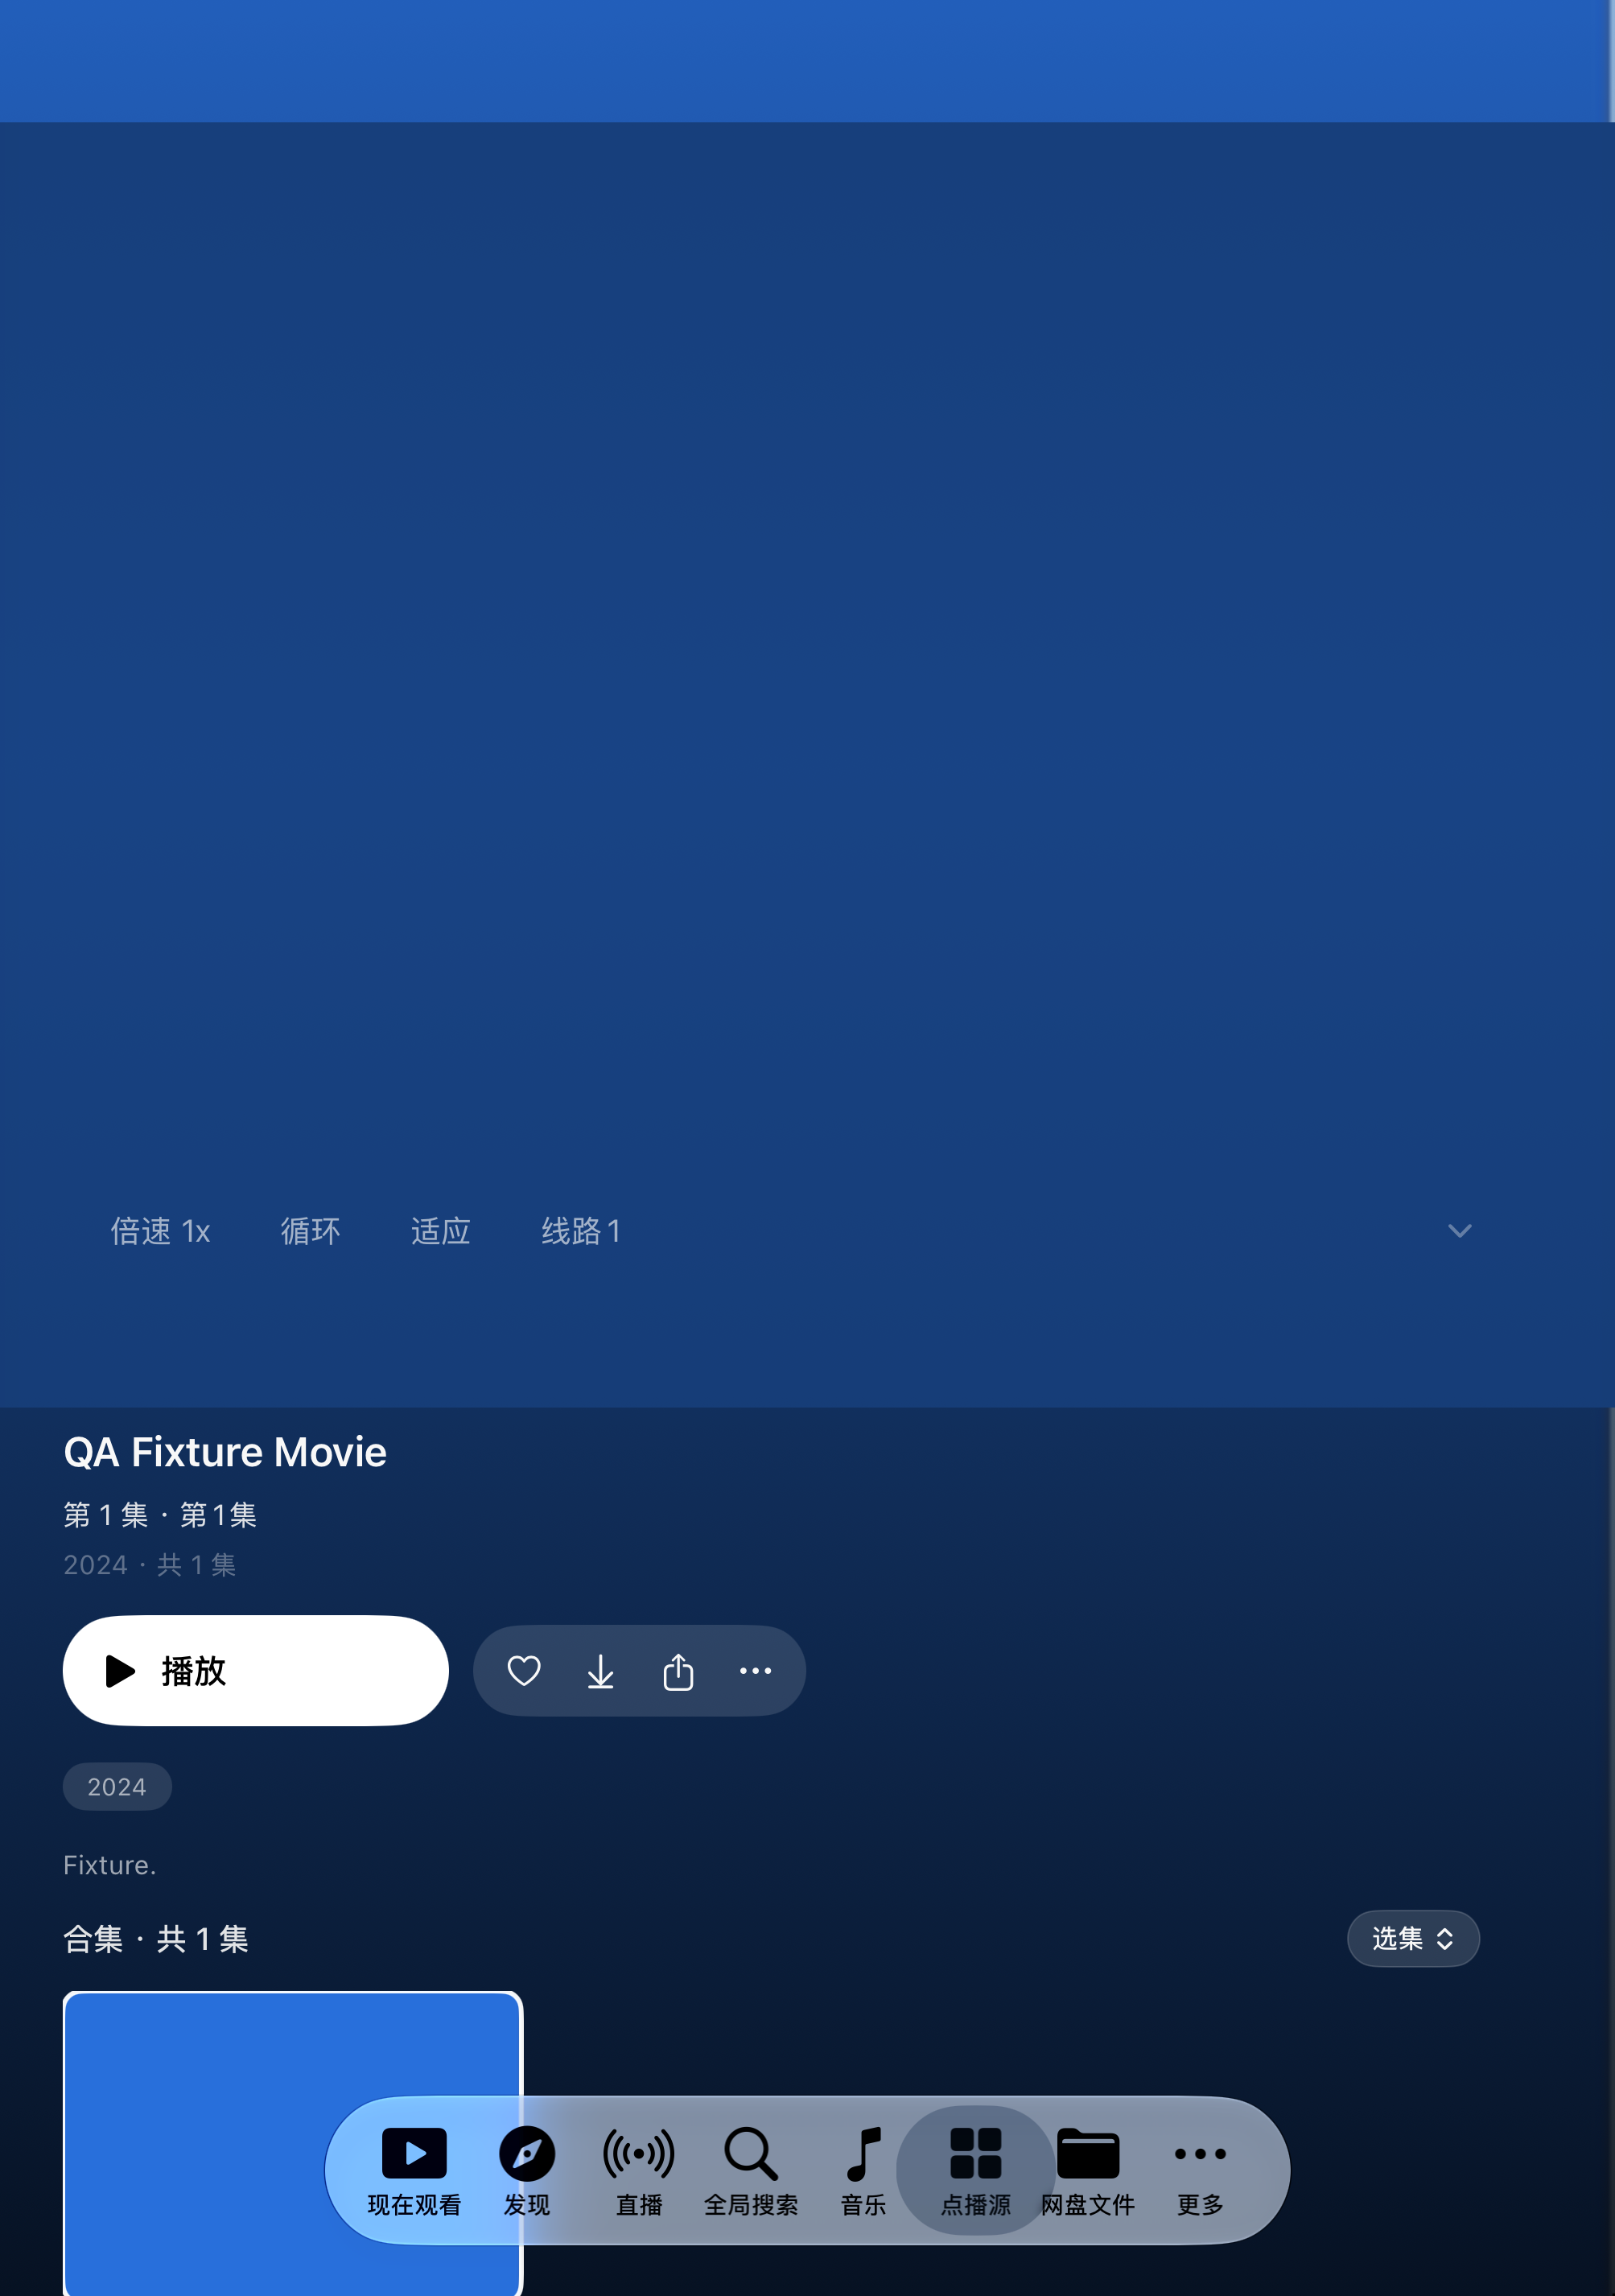 倍速 1x 循环 适应 线路1
QA Fixture Movie
第 1 集 · 第1集
2024 · 共 1 集
播放
2024
Fixture.
合集 · 共 1 集 选集
现在观看 发现 直播 全局搜索 音乐 点播源 网盘文件 更多